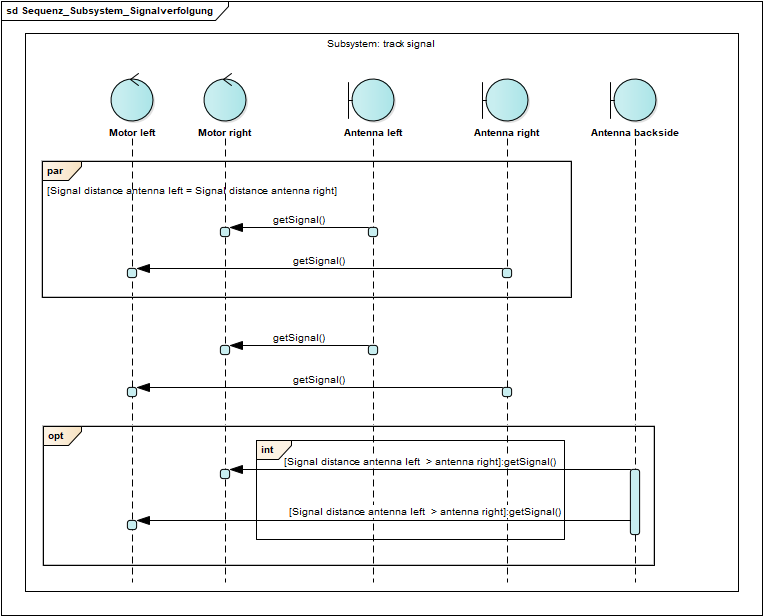 sd Sequenz_Subsystem_Signalverfolgung
Subsystem: track signal
Motor left
Motor right
Antenna left
Antenna right
Antenna backside
par
[Signal distance antenna left = Signal distance antenna right]
getSignal()
getSignal()
getSignal()
getSignal()
opt
int
[Signal distance antenna left > antenna right]:getSignal()
[Signal distance antenna left > antenna right]:getSignal()